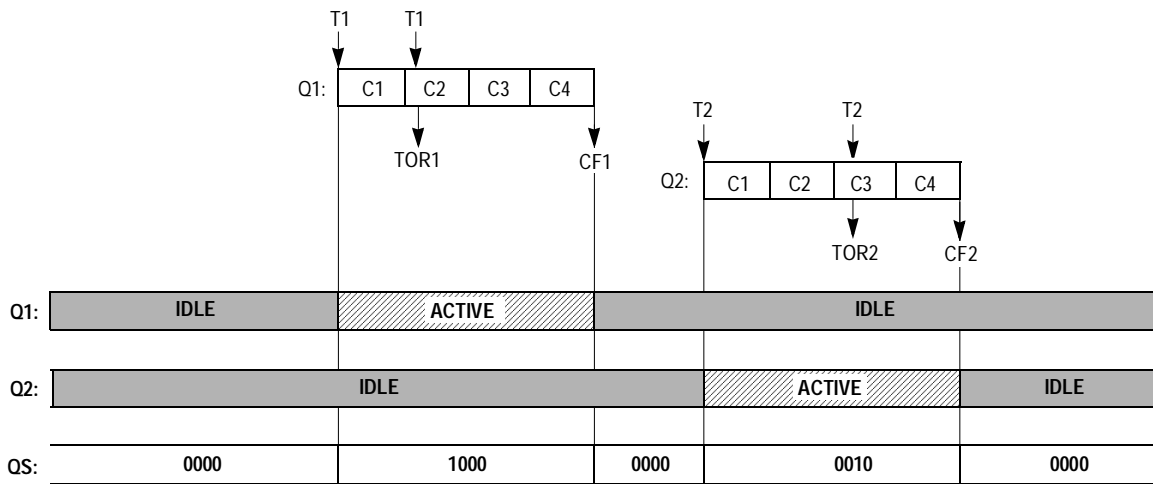 T1 T1
Q1: C1 C2 C3 C4
T2 T2
TOR1 CF1
Q2: C1 C2 C3 C4
TOR2 CF2
Q1: IDLE ACTIVE IDLE
Q2: IDLE ACTIVE IDLE
QS: 0000 1000 0000 0010 0000